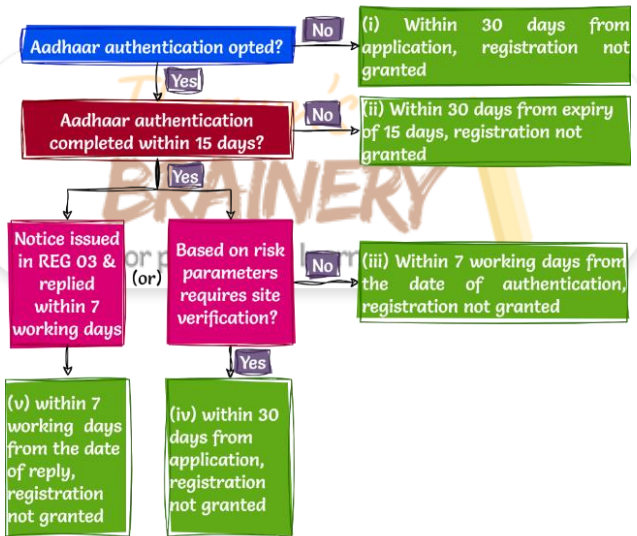 Aadhaar authentication opted?
No
(i) Within 30 days from
application, registration not
granted
Yes
Aadhaar authentication
completed within 15 days?
No
(ii) Within 30 days from expiry
of 15 days, registration not
granted
Yes
BRAINERY
Notice issued
in REG 03 &
replied
within 7
working days
(or)
Based on risk
parameters
requires site
verification?
No
(iii) Within 7 working days from
the date of authentication,
registration not granted
Yes
(v) within 7
working days
from the date
of reply,
registration
not granted
(iv) within 30
days from
application,
registration
not granted